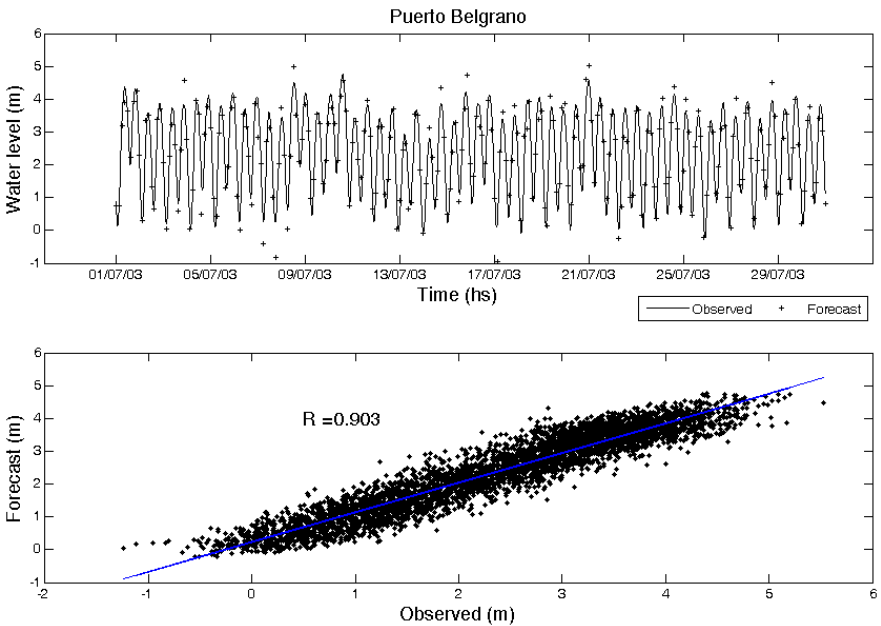 Puerto Belgrano
6
5
4
3
2
1
0
-1
Water level (m)
01/07/03 05/07/03 09/07/03 13/07/03 17/07/03 21/07/03 25/07/03 29/07/03
Time (hs)
Observed + Forecast
6
5
4
3
2
1
0
-1
Forecast (m)
R =0.903
-2 -1 0 1 2 3 4 5 6
Observed (m)